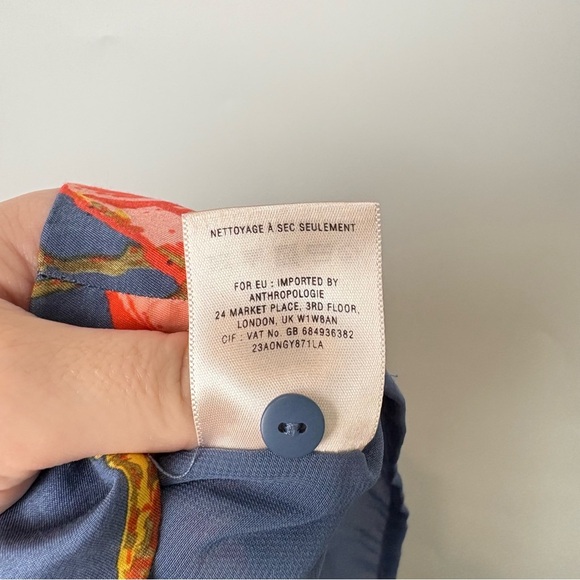 NETTOYAGE À SEC SEULEMENT
FOR EU : IMPORTED BY
ANTHROPOLOGIE
24 MARKET PLACE, 3RD FLOOR,
LONDON, UK W1W8AN
CIF : VAT No. GB 684936382
23AONGY871LA